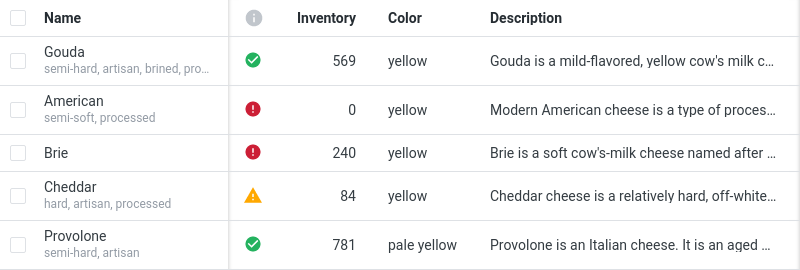 Name Inventory Color Description
Gouda
semi-hard, artisan, brined, pro...
569 yellow Gouda is a mild-flavored, yellow cow's milk c...
American
semi-soft, processed
0 yellow Modern American cheese is a type of proces...
Brie 240 yellow Brie is a soft cow's-milk cheese named after ...
Cheddar
hard, artisan, processed
84 yellow Cheddar cheese is a relatively hard, off-white...
Provolone
semi-hard, artisan
781 pale yellow Provolone is an Italian cheese. It is an aged ...